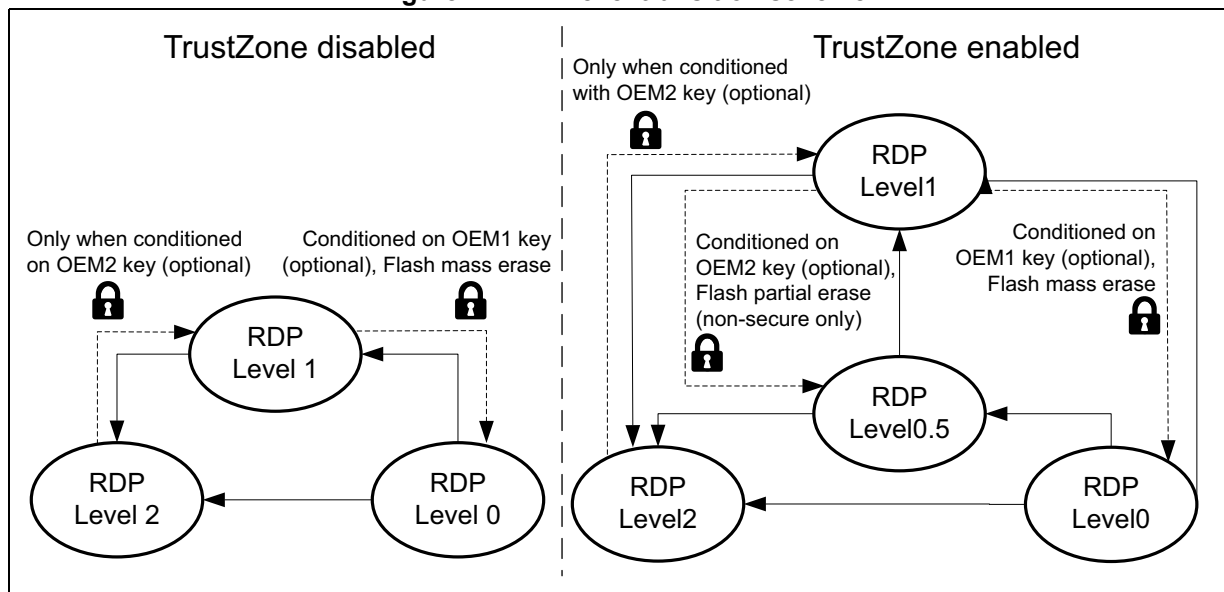 TrustZone disabled
Only when conditioned
on OEM2 key (optional)
Conditioned on OEM1 key
(optional), Flash mass erase
RDP
Level 1
RDP
Level 2
RDP
Level 0
TrustZone enabled
Only when conditioned
with OEM2 key (optional)
RDP
Level1
Conditioned on
OEM2 key (optional),
Flash partial erase
(non-secure only)
Conditioned on
OEM1 key (optional),
Flash mass erase
RDP
Level0.5
RDP
Level2
RDP
Level0